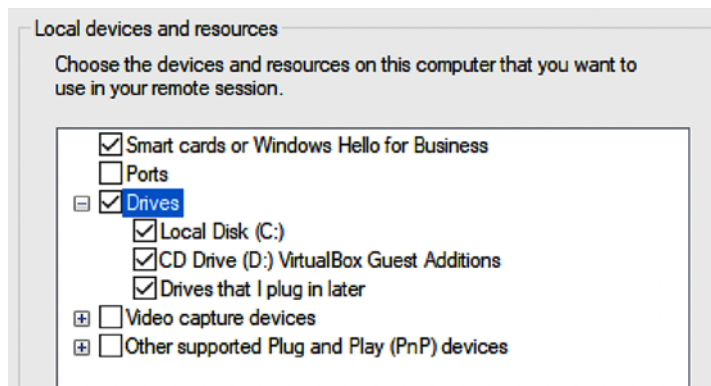 Local devices and resources
Choose the devices and resources on this computer that you want to
use in your remote session.
Smart cards or Windows Hello for Business
Ports
Drives
Local Disk (C:)
CD Drive (D:) VirtualBox Guest Additions
Drives that I plug in later
Video capture devices
Other supported Plug and Play (PnP) devices